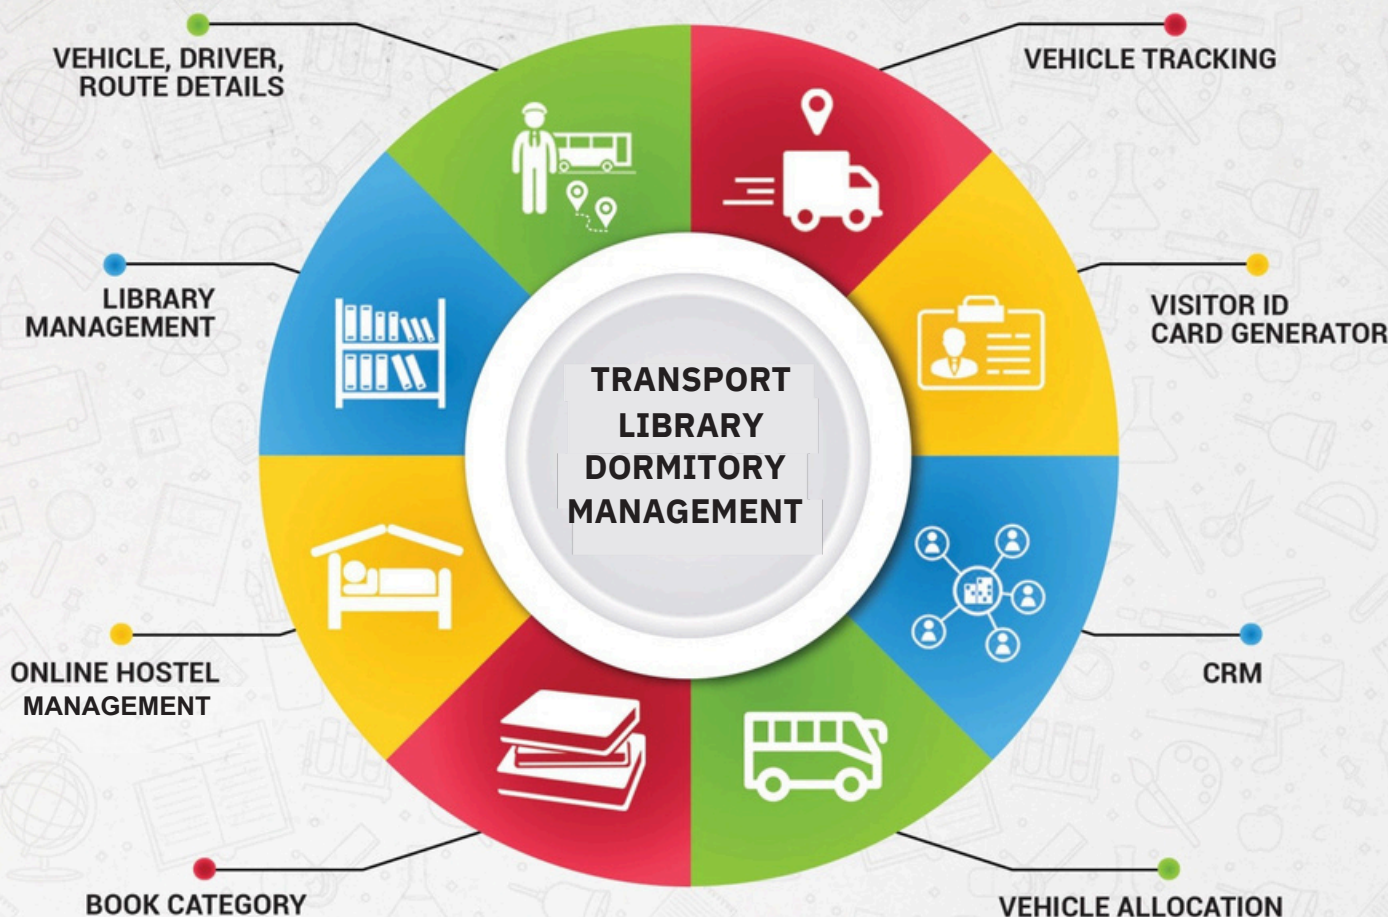 VEHICLE, DRIVER,
ROUTE DETAILS
VEHICLE TRACKING
LIBRARY
MANAGEMENT
VISITOR ID
CARD GENERATOR
TRANSPORT
LIBRARY
DORMITORY
MANAGEMENT
ONLINE HOSTEL
MANAGEMENT
CRM
BOOK CATEGORY
VEHICLE ALLOCATION
21